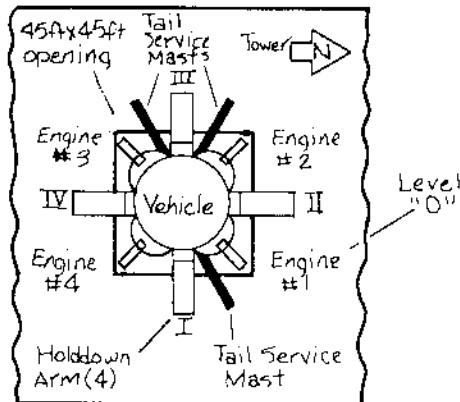 45ft x 45ft
opening
Tail
Service
Masts
Tower
N
III
Engine
#3
Engine
#2
IV
Vehicle
II
Level
"0"
Engine
#4
Engine
#1
I
Holddown
Arm (4)
Tail Service
Mast